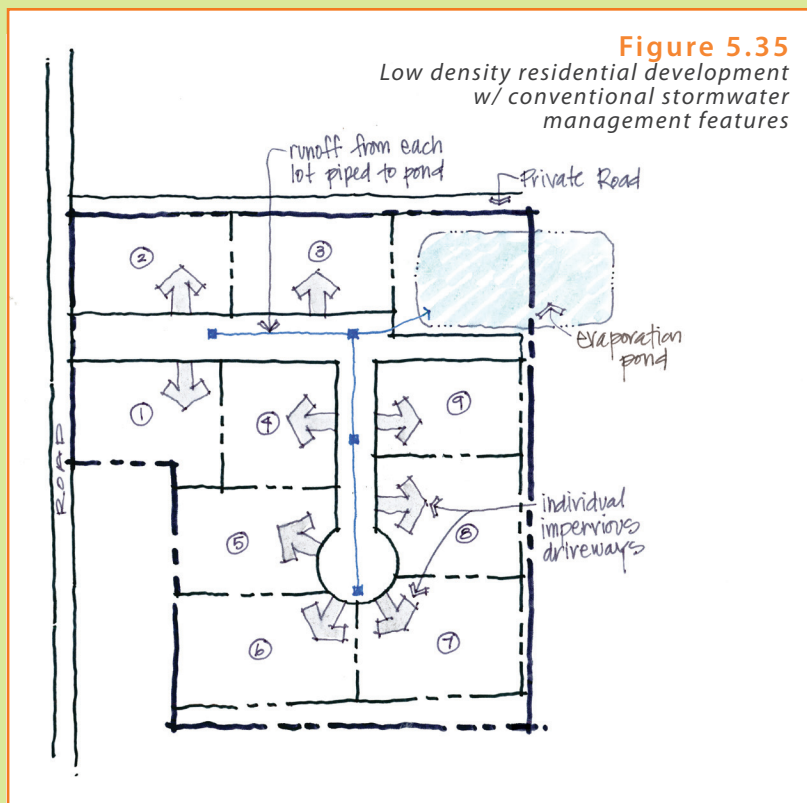 Figure 5.35
Low density residential development
w/ conventional stormwater
management features
runoff from each
lot piped to pond
Private Road
2
3
evaporation
pond
1
4
9
ROAD
individual
impervious
driveways
5
8
6
7